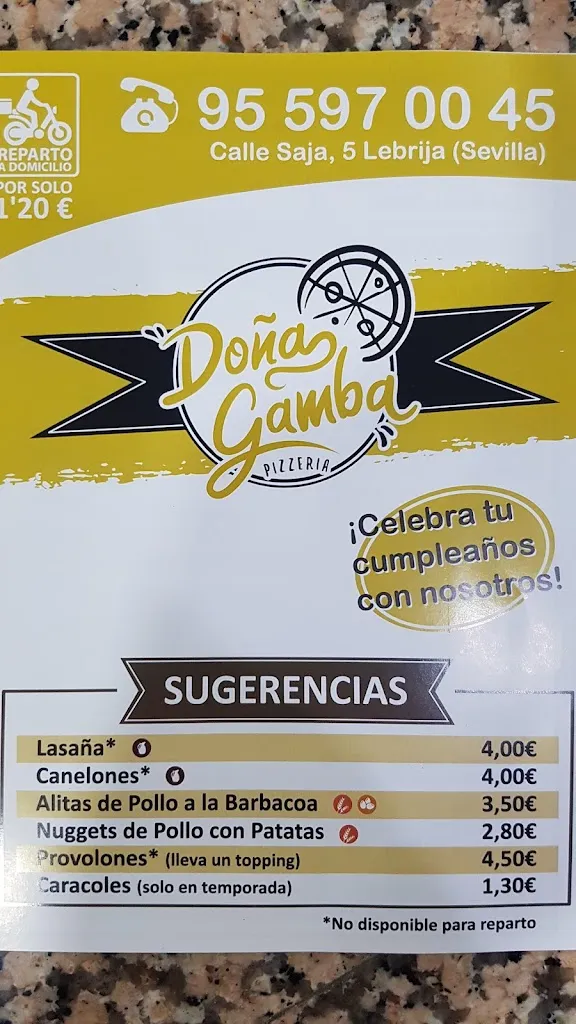 REPARTO
A DOMICILIO
POR SOLO
1'20 €
95 597 00 45
Calle Saja, 5 Lebrija (Sevilla)
Doña
Gamba
PIZZERIA
¡Celebra tu
cumpleaños
con nosotros!
SUGERENCIAS
Lasaña* 4,00€
Canelones* 4,00€
Alitas de Pollo a la Barbacoa 3,50€
Nuggets de Pollo con Patatas 2,80€
Provolones* (lleva un topping) 4,50€
Caracoles (solo en temporada) 1,30€
*No disponible para reparto